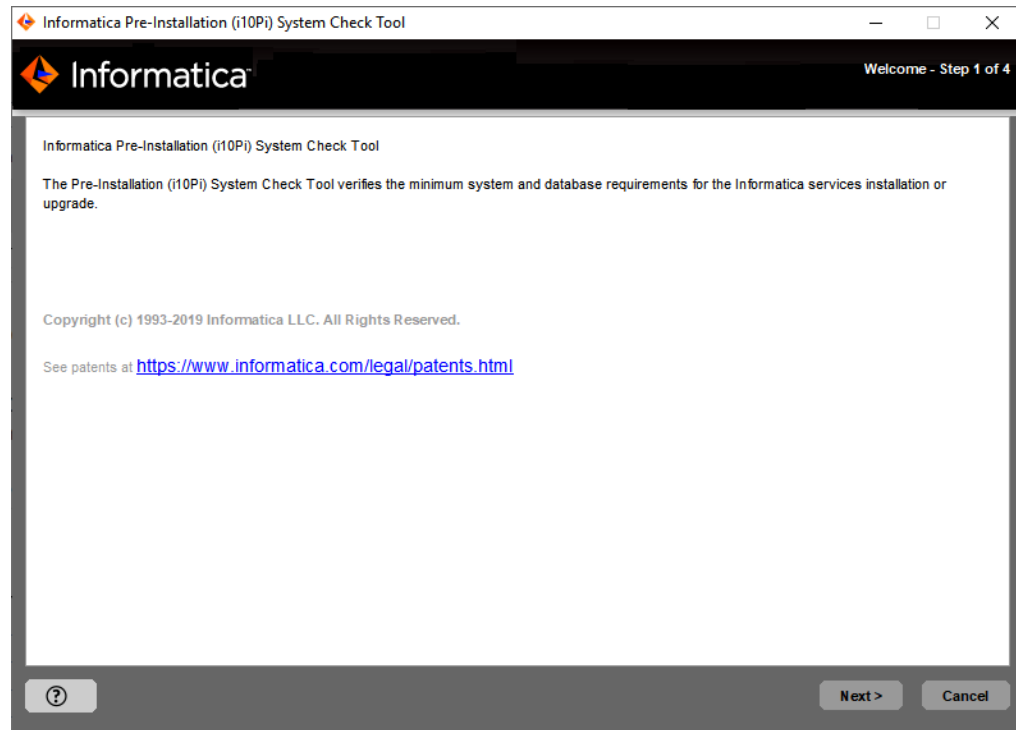 Informatica Pre-Installation (i10Pi) System Check Tool
Informatica
Welcome - Step 1 of 4
Informatica Pre-Installation (i10Pi) System Check Tool
The Pre-Installation (i10Pi) System Check Tool verifies the minimum system and database requirements for the Informatica services installation or
upgrade.
Copyright (c) 1993-2019 Informatica LLC. All Rights Reserved.
See patents at https://www.informatica.com/legal/patents.html
?
Next >
Cancel